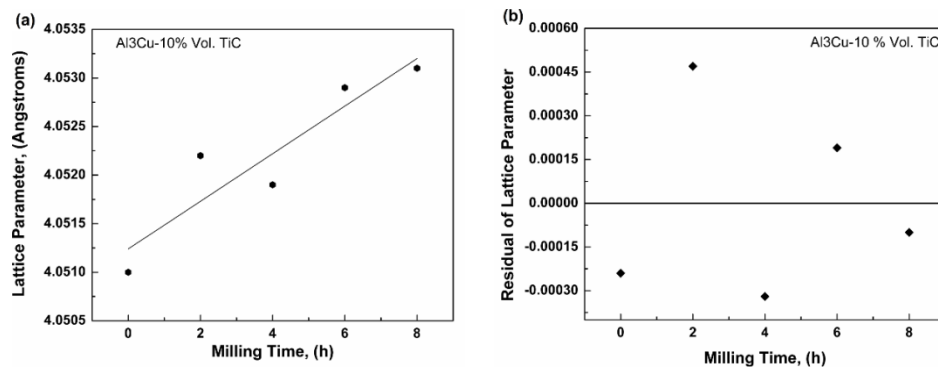 (a)
Al3Cu-10% Vol. TiC
Lattice Parameter, (Angstroms)
4.0535
4.0530
4.0525
4.0520
4.0515
4.0510
4.0505
0 2 4 6 8
Milling Time, (h)
(b)
Al3Cu-10 % Vol. TiC
Residual of Lattice Parameter
0.00060
0.00045
0.00030
0.00015
0.00000
-0.00015
-0.00030
0 2 4 6 8
Milling Time, (h)